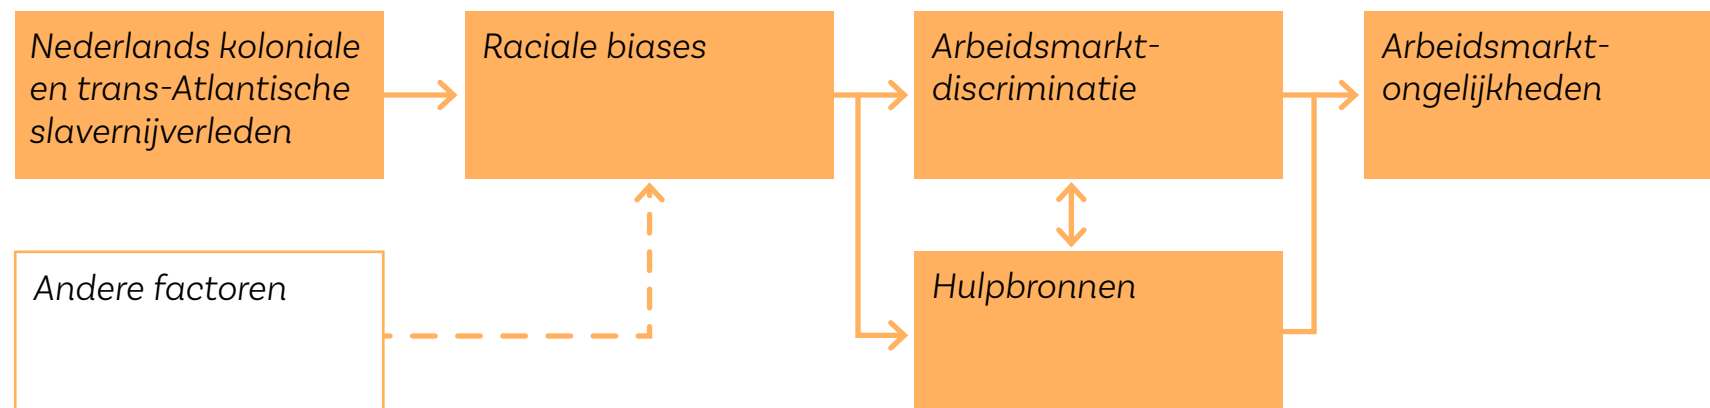 Nederlands koloniale
en trans-Atlantische
slavernijverleden
Raciale biases
Arbeidsmarkt-
discriminatie
Arbeidsmarkt-
ongelijkheden
Andere factoren
Hulpbronnen